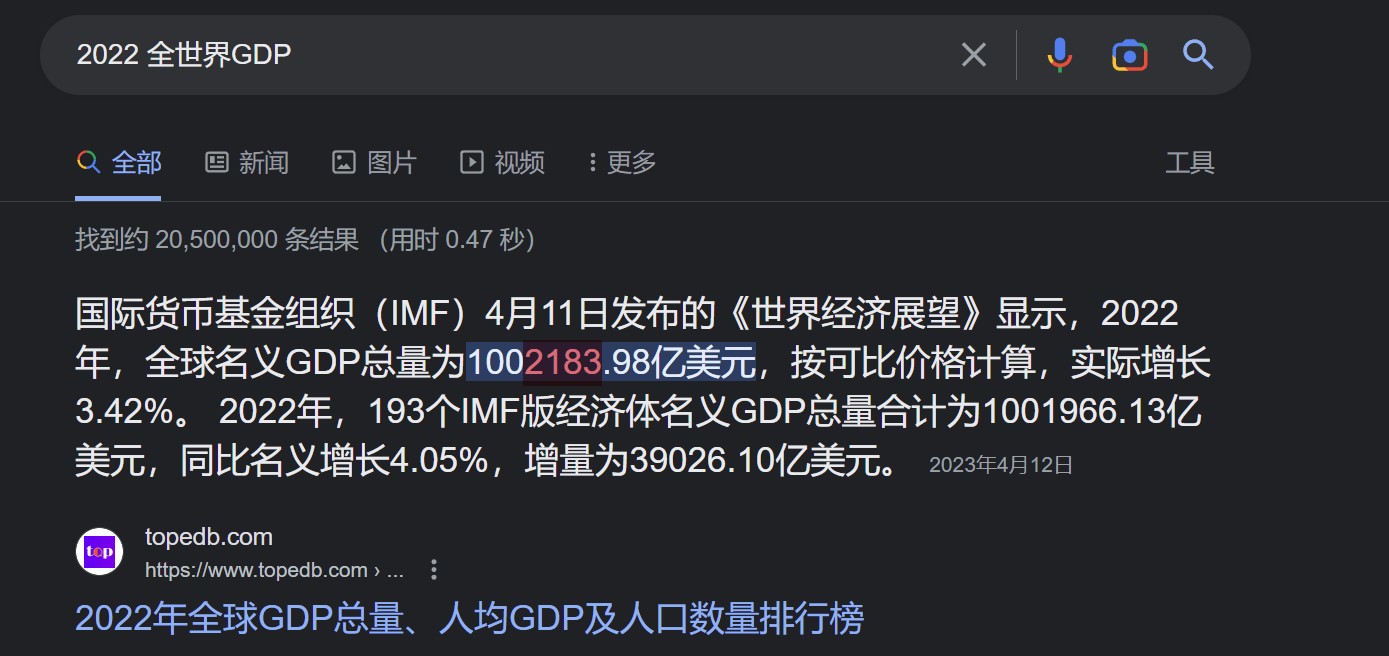 2022 全世界GDP
全部 新闻 图片 视频 更多 工具
找到约 20,500,000 条结果 （用时 0.47 秒）
国际货币基金组织（IMF）4月11日发布的《世界经济展望》显示，2022
年，全球名义GDP总量为1002183.98亿美元，按可比价格计算，实际增长
3.42%。 2022年，193个IMF版经济体名义GDP总量合计为1001966.13亿
美元，同比名义增长4.05%，增量为39026.10亿美元。 2023年4月12日
top
topedb.com
https://www.topedb.com › ...
2022年全球GDP总量、人均GDP及人口数量排行榜